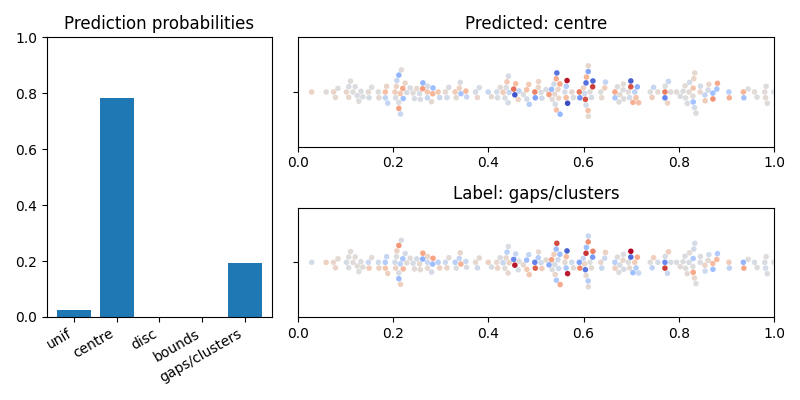 Prediction probabilities
1.0
0.8
0.6
0.4
0.2
0.0
unif
centre
disc
bounds
gaps/clusters
Predicted: centre
0.0 0.2 0.4 0.6 0.8 1.0
Label: gaps/clusters
0.0 0.2 0.4 0.6 0.8 1.0